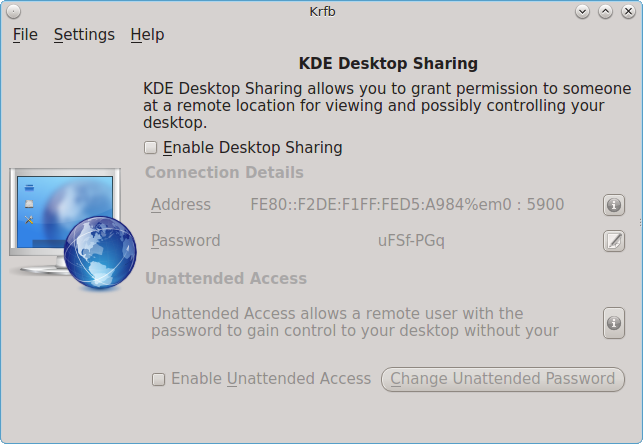 Krfb
File Settings Help
KDE Desktop Sharing
KDE Desktop Sharing allows you to grant permission to someone
at a remote location for viewing and possibly controlling your
desktop.
Enable Desktop Sharing
Connection Details
Address FE80::F2DE:F1FF:FED5:A984%em0 : 5900
Password uFSf-PGq
Unattended Access
Unattended Access allows a remote user with the
password to gain control to your desktop without your
Enable Unattended Access Change Unattended Password